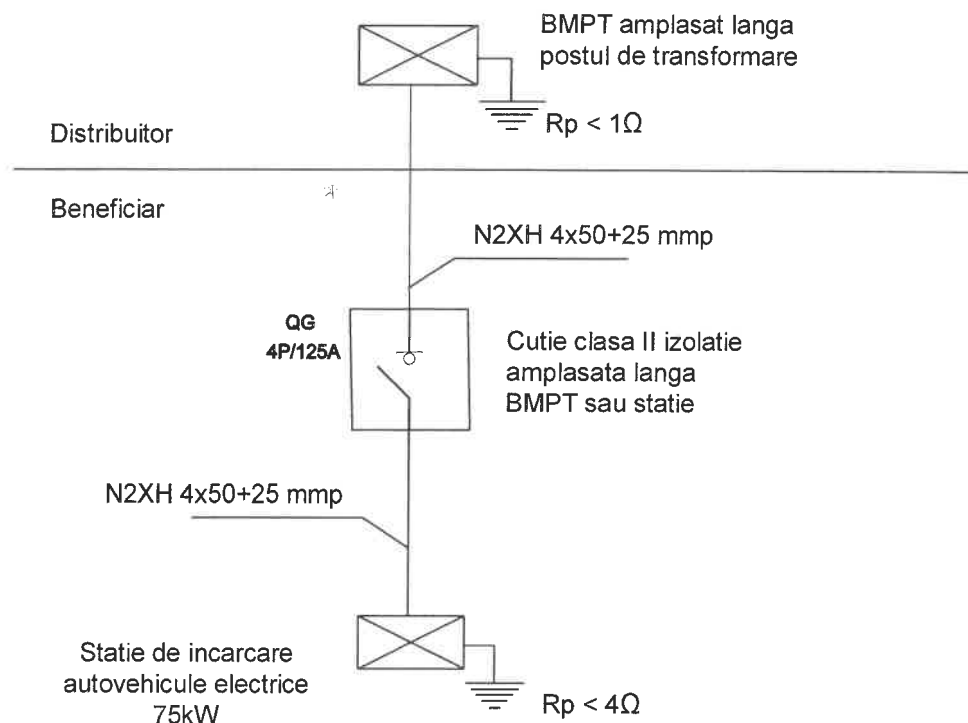 BMPT amplasat langa
postul de transformare
Rp < 1Ω
Distribuitor
Beneficiar
N2XH 4x50+25 mmp
QG
4P/125A
Cutie clasa II izolatie
amplasata langa
BMPT sau statie
N2XH 4x50+25 mmp
Statie de incarcare
autovehicule electrice
75kW
Rp < 4Ω